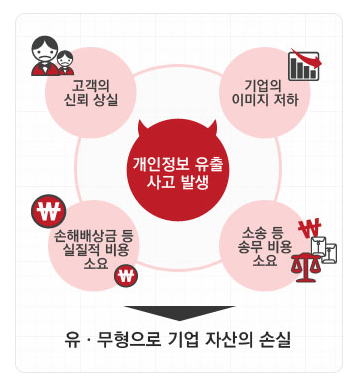 고객의
신뢰 상실
기업의
이미지 저하
개인정보 유출
사고 발생
손해배상금 등
실질적 비용
소요
소송 등
송무 비용
소요
유 · 무형으로 기업 자산의 손실